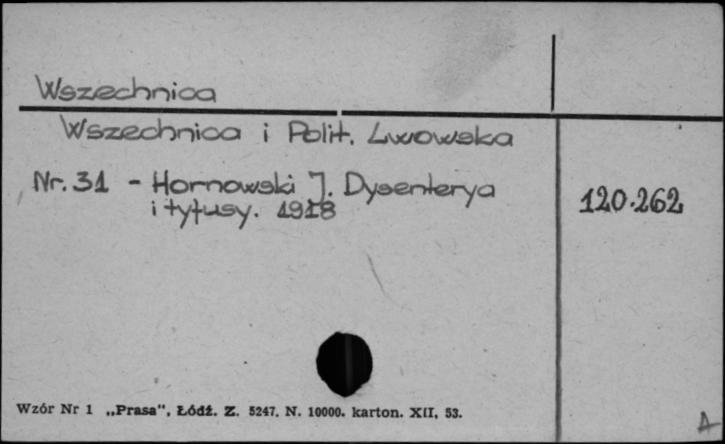 Wszechnica
Wszechnica i Polit. Lwowska
Nr. 31 - Hornowski J. Dysenterya
i tyfusy. 1918
120.262
Wzór Nr 1 „Prasa", Łódź. Z. 5247. N. 10000. karton. XII, 53.
A